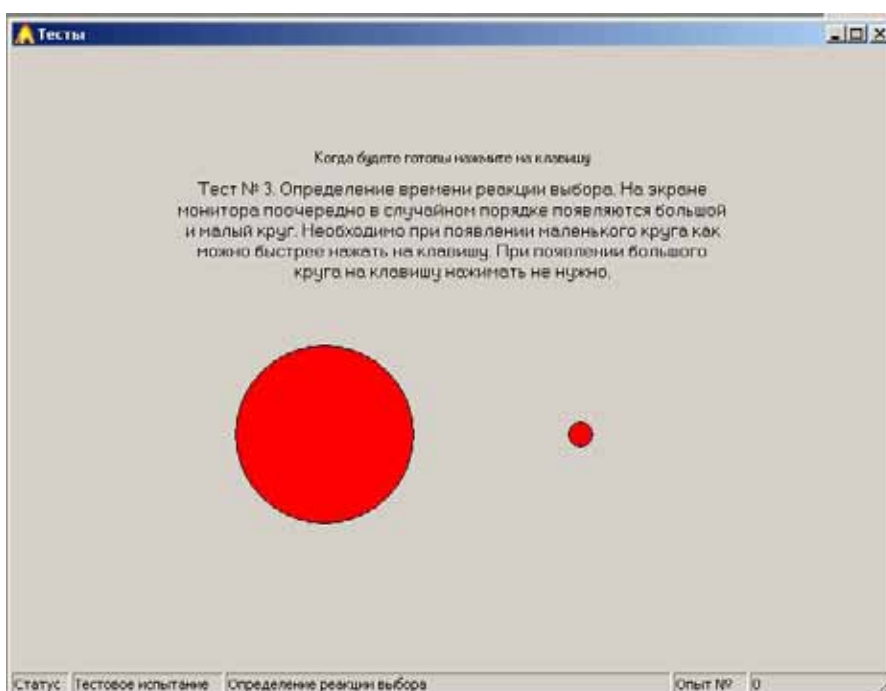 Тесты
Когда будете готовы нажмите на клавишу
Тест № 3. Определение времени реакции выбора. На экране
монитора поочередно в случайном порядке появляются большой
и малый круг. Необходимо при появлении маленького круга как
можно быстрее нажать на клавишу. При появлении большого
круга на клавишу нажимать не нужно.
Статус Тестовое испытание Определение реакции выбора Опыт № 0